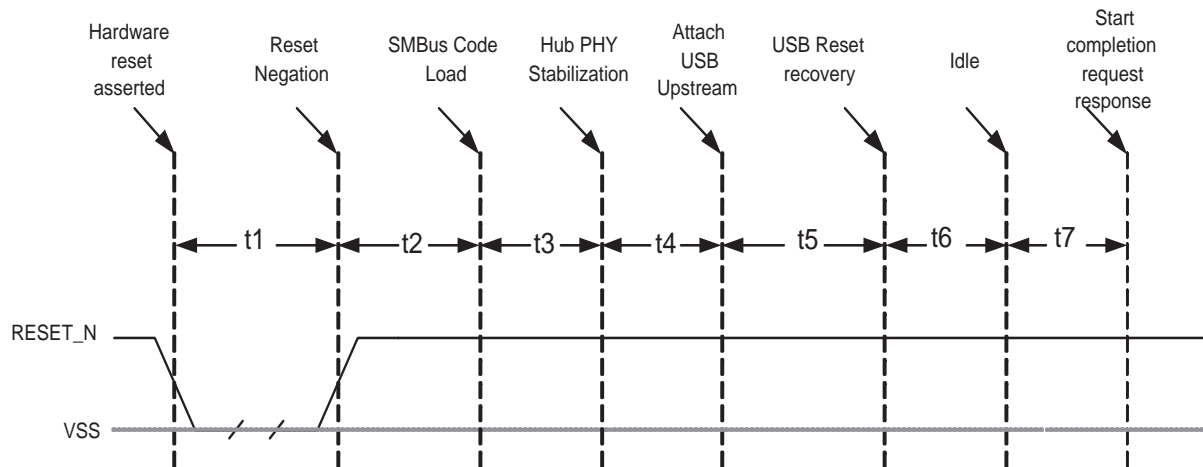 Hardware
reset
asserted
Reset
Negation
SMBus Code
Load
Hub PHY
Stabilization
Attach
USB
Upstream
USB Reset
recovery
Idle
Start
completion
request
response
t1
t2
t3
t4
t5
t6
t7
RESET_N
VSS